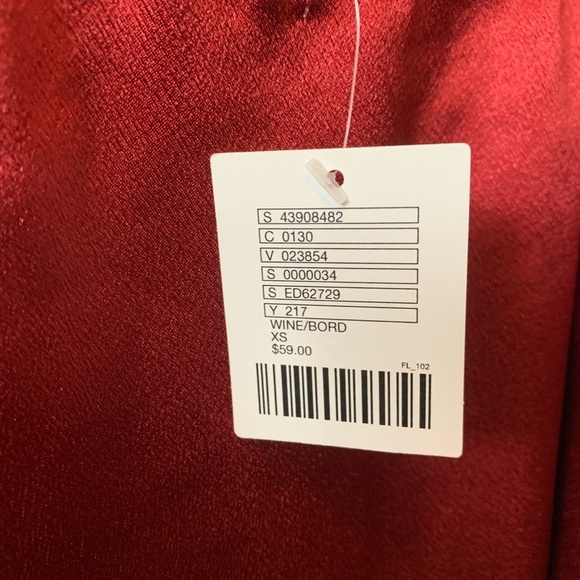 S 43908482
C 0130
V 023854
S 0000034
S ED62729
Y 217
WINE/BORD
XS
$59.00
FL_102